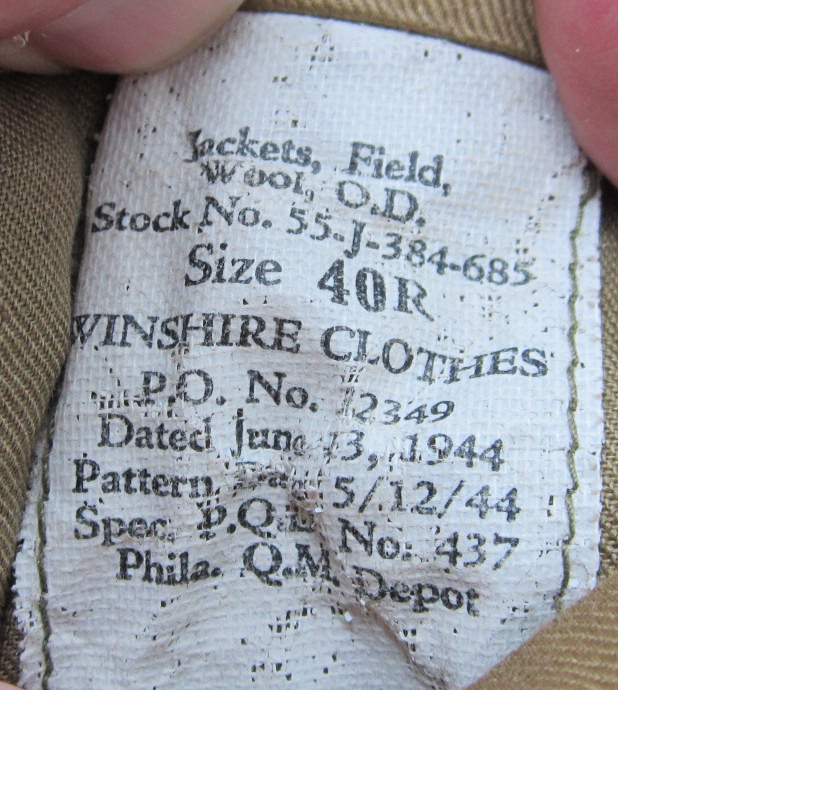 Jackets, Field,
Wool, O.D.
Stock No. 55-J-384-685
Size 40R
WINSHIRE CLOTHES
P.O. No. 12349
Dated June 13, 1944
Pattern Date 5/12/44
Spec. P.Q.D. No. 437
Phila. Q.M. Depot